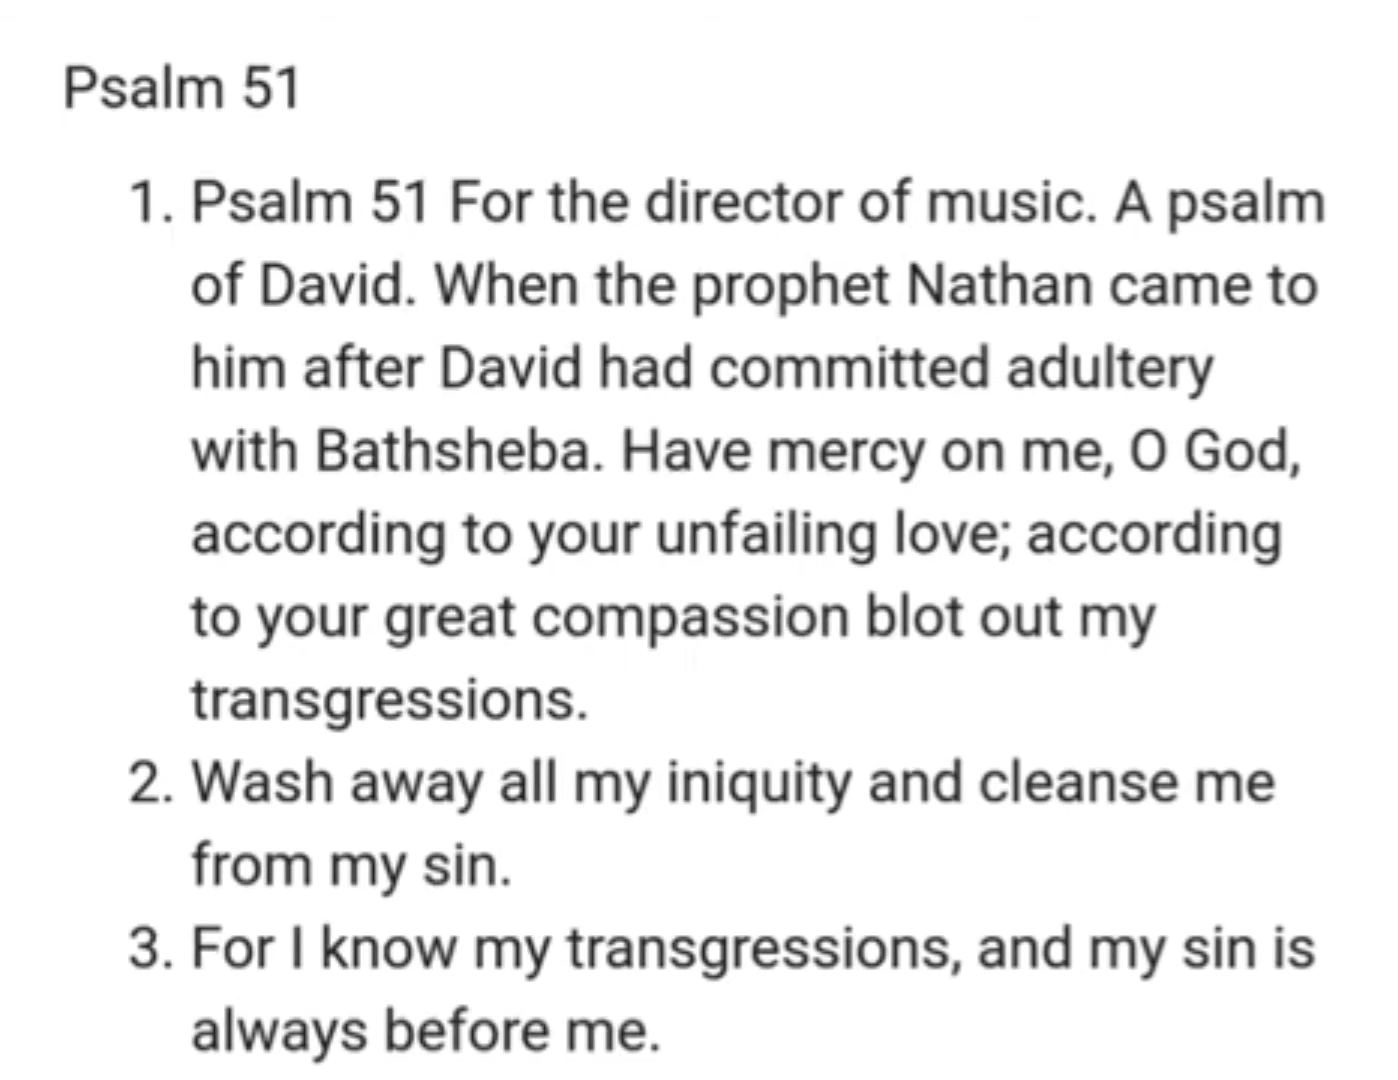 Psalm 51
1. Psalm 51 For the director of music. A psalm
of David. When the prophet Nathan came to
him after David had committed adultery
with Bathsheba. Have mercy on me, O God,
according to your unfailing love; according
to your great compassion blot out my
transgressions.
2. Wash away all my iniquity and cleanse me
from my sin.
3. For I know my transgressions, and my sin is
always before me.